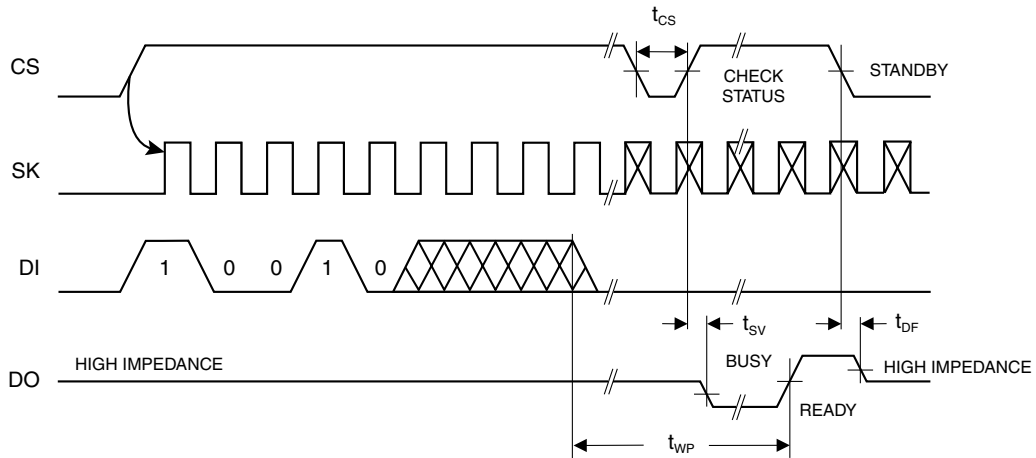 tCS
CS
CHECK
STATUS
STANDBY
SK
DI
1 0 0 1 0
tSV
tDF
HIGH IMPEDANCE
BUSY
HIGH IMPEDANCE
DO
READY
tWP